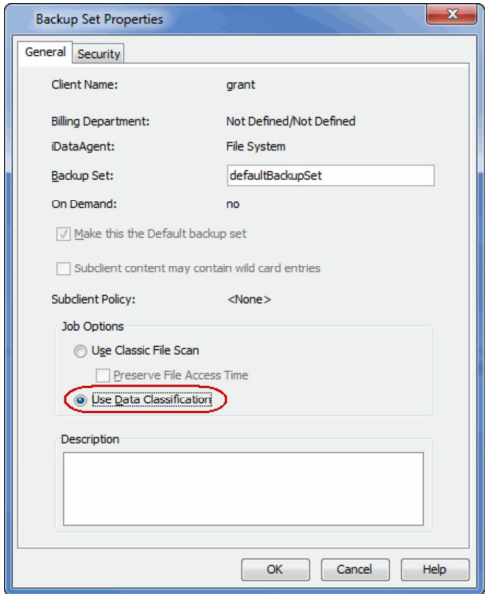 Backup Set Properties
General Security
Client Name: grant
Billing Department: Not Defined/Not Defined
iDataAgent: File System
Backup Set: defaultBackupSet
On Demand: no
Make this the Default backup set
Subclient content may contain wild card entries
Subclient Policy: <None>
Job Options
Use Classic File Scan
Preserve File Access Time
Use Data Classification
Description
OK Cancel Help